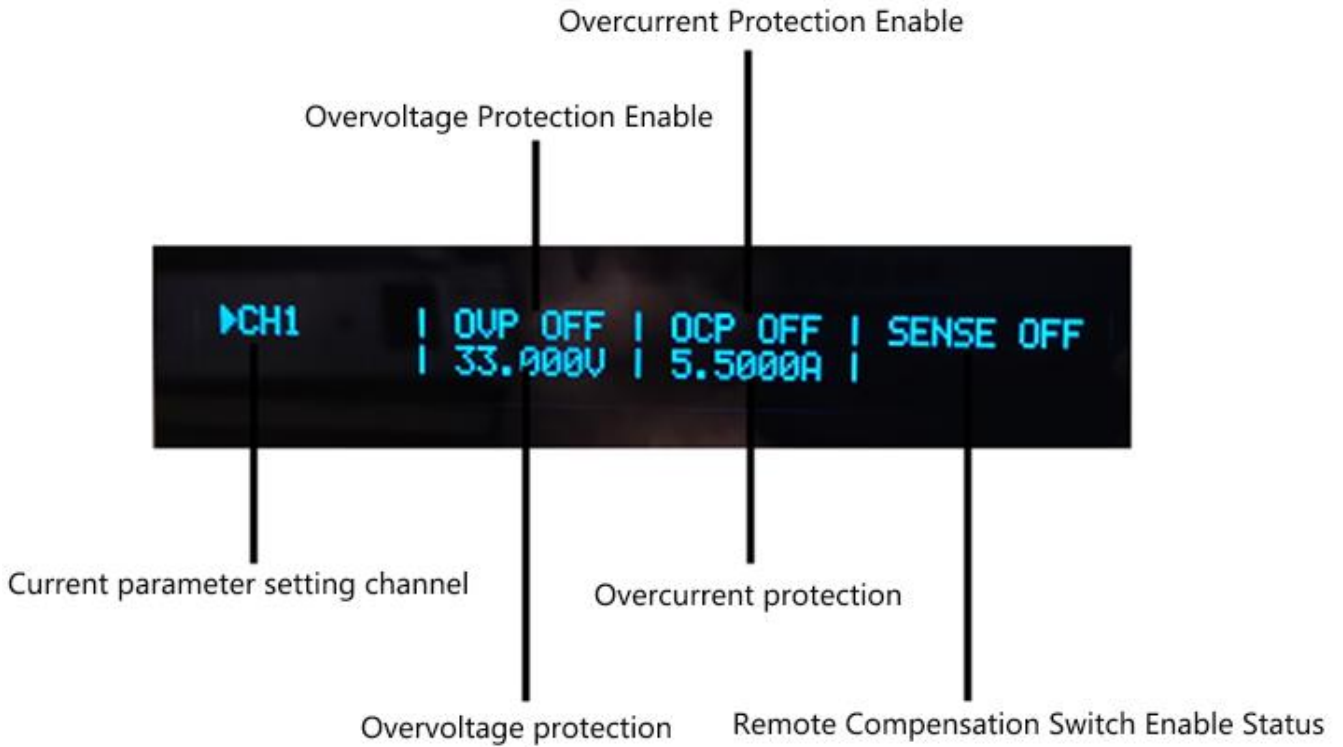 Overcurrent Protection Enable
Overvoltage Protection Enable
▶CH1 | OVP OFF | OCP OFF | SENSE OFF
| 33.000V | 5.5000A |
Current parameter setting channel
Overcurrent protection
Overvoltage protection
Remote Compensation Switch Enable Status